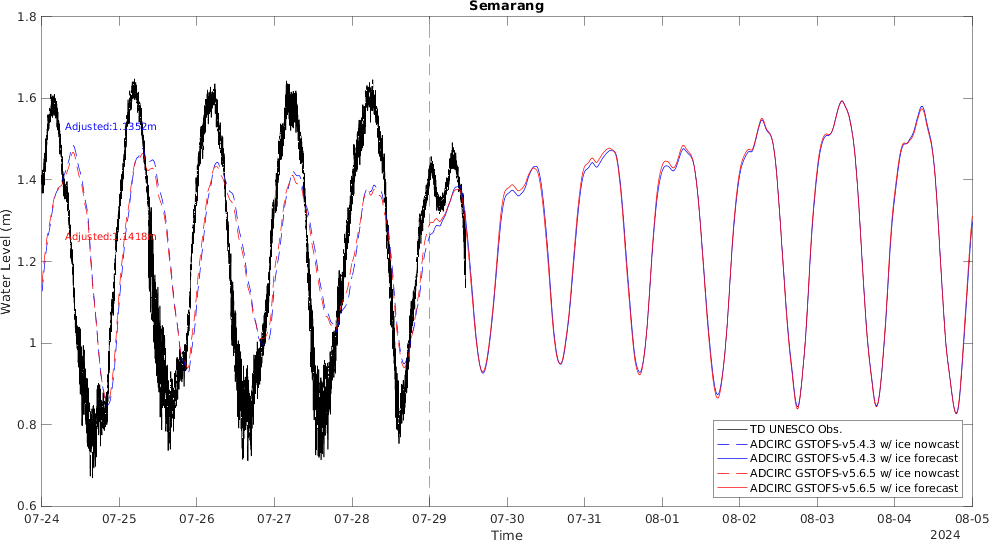 Semarang
1.8
1.6
1.4
1.2
1
0.8
0.6
Water Level (m)
Adjusted:1.1352m
Adjusted:1.1418m
TD UNESCO Obs.
ADCIRC GSTOFS-v5.4.3 w/ ice nowcast
ADCIRC GSTOFS-v5.4.3 w/ ice forecast
ADCIRC GSTOFS-v5.6.5 w/ ice nowcast
ADCIRC GSTOFS-v5.6.5 w/ ice forecast
07-24 07-25 07-26 07-27 07-28 07-29 07-30 07-31 08-01 08-02 08-03 08-04 08-05
Time
2024